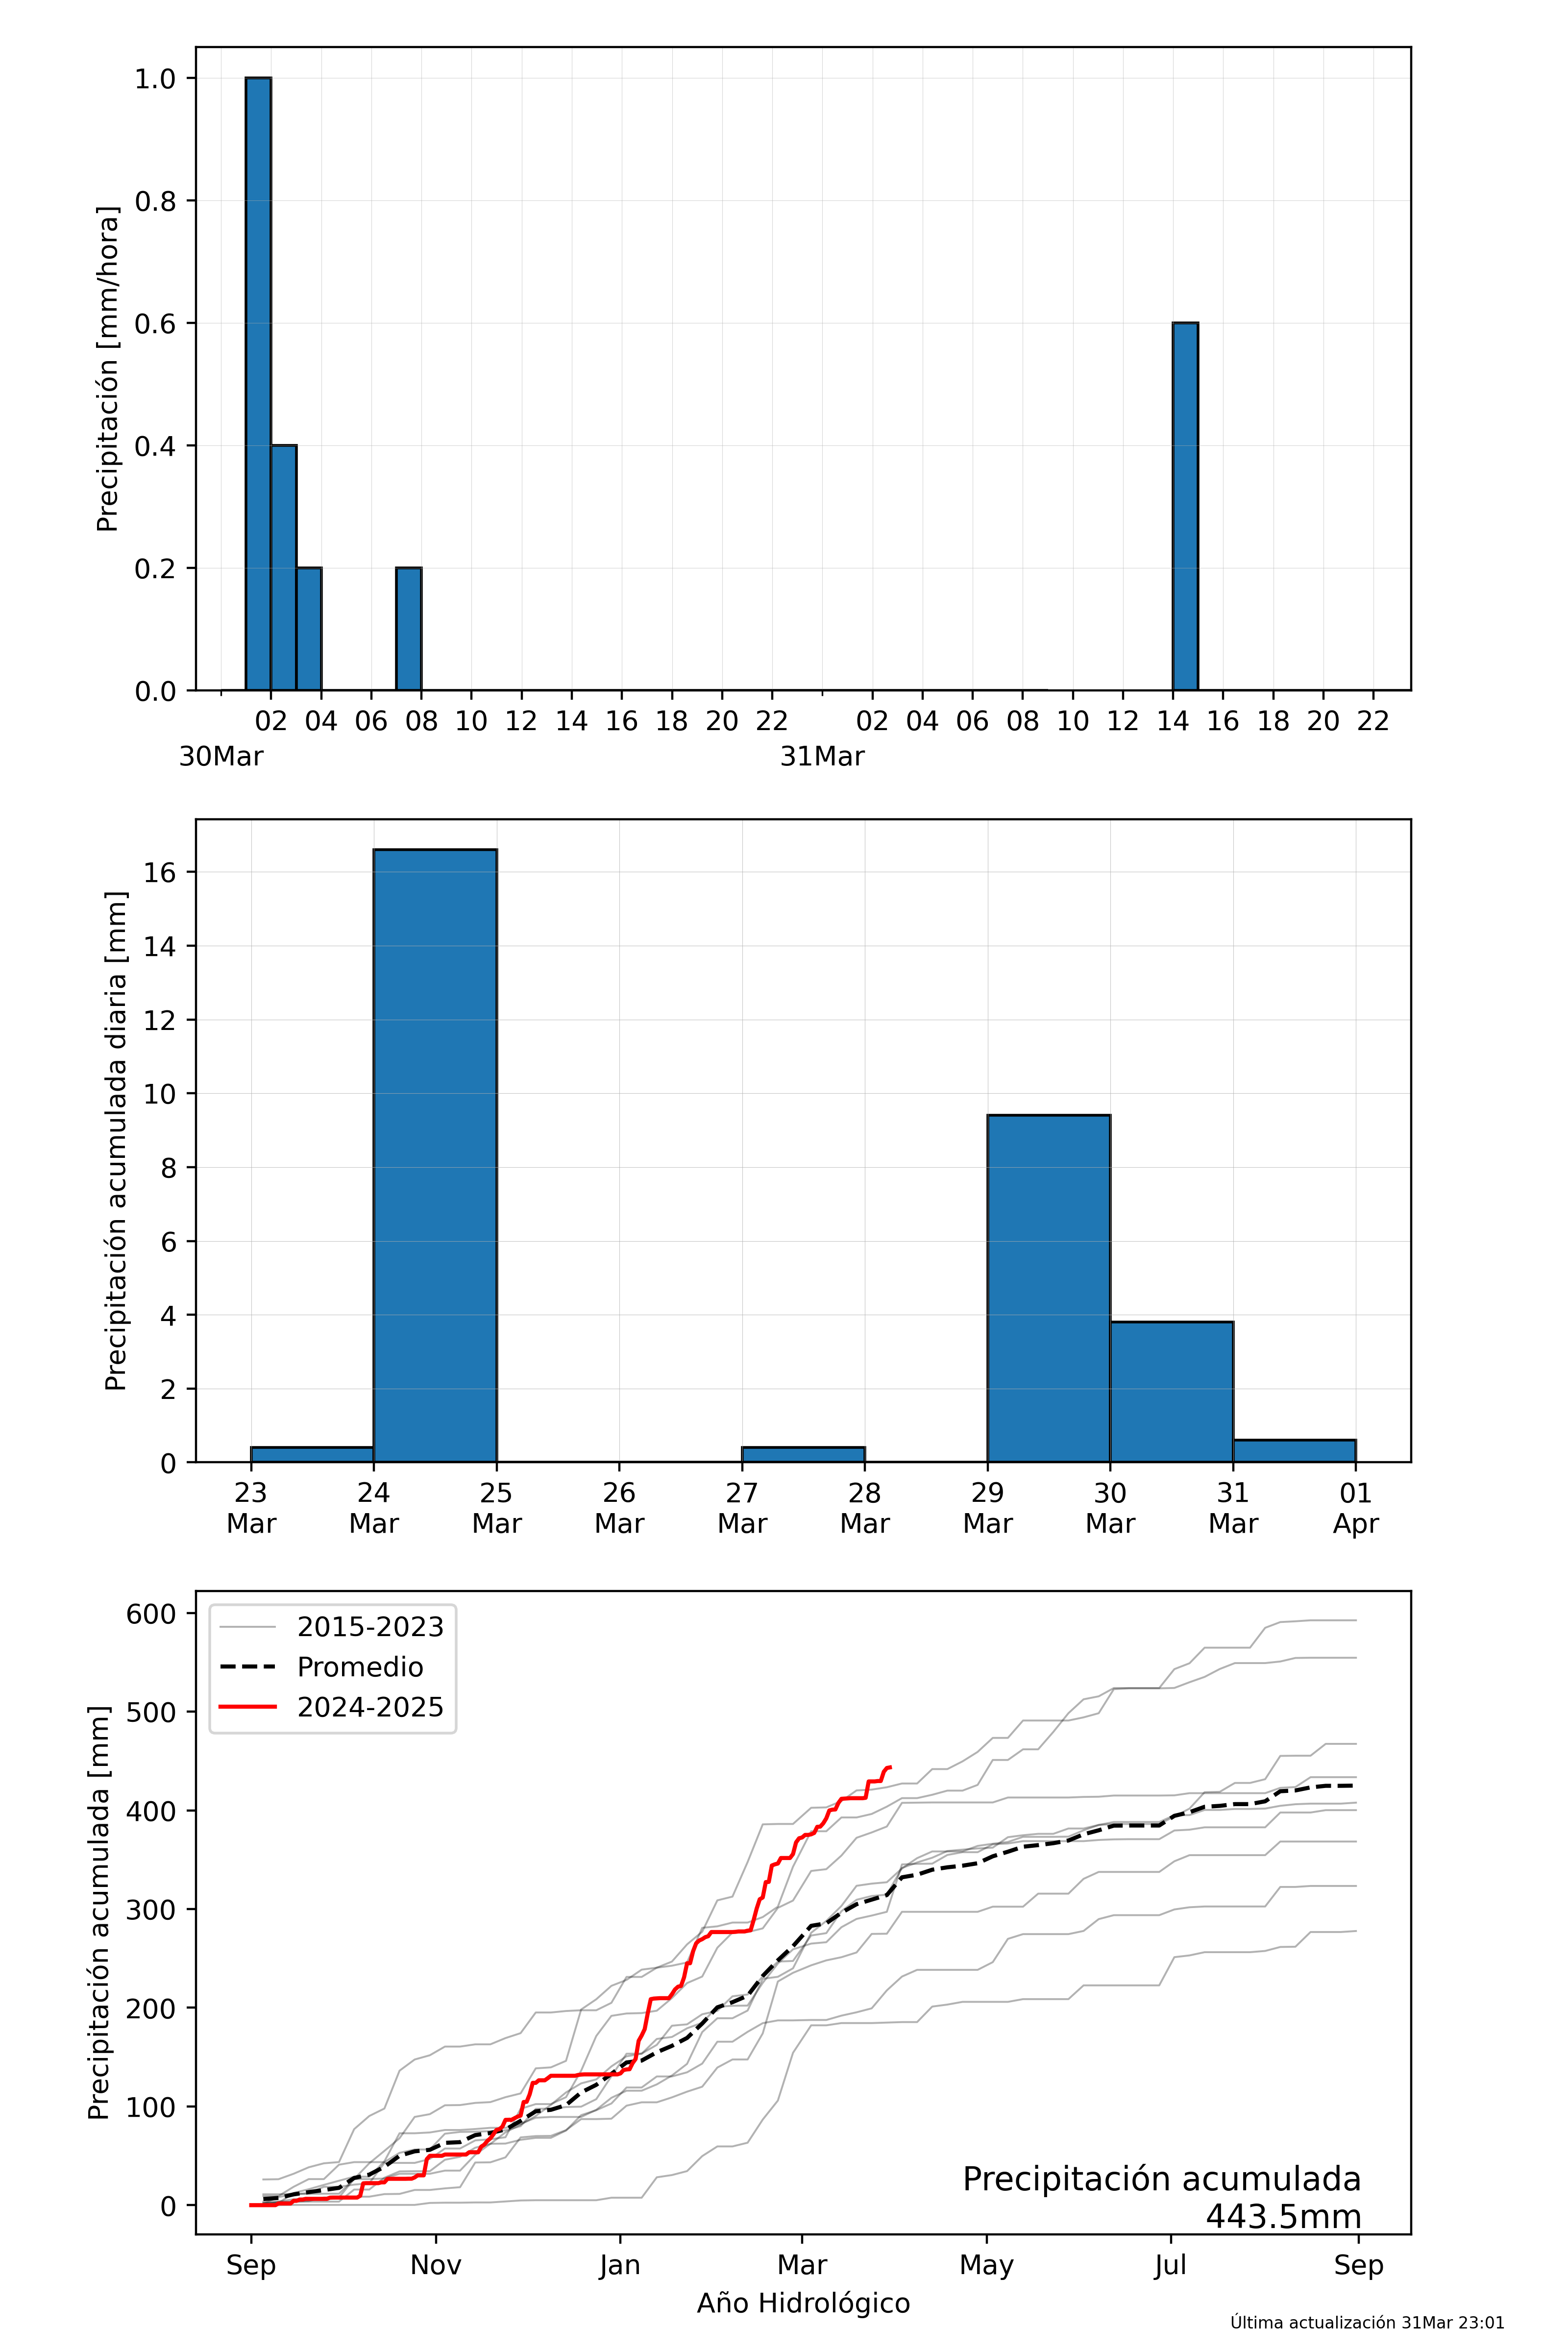 Precipitación [mm/hora]
1.0
0.8
0.6
0.4
0.2
0.0
02 04 06 08 10 12 14 16 18 20 22 02 04 06 08 10 12 14 16 18 20 22
30Mar 31Mar
Precipitación acumulada diaria [mm]
16
14
12
10
8
6
4
2
0
23 24 25 26 27 28 29 30 31 01
Mar Mar Mar Mar Mar Mar Mar Mar Mar Apr
Precipitación acumulada [mm]
600
500
400
300
200
100
0
2015-2023
Promedio
2024-2025
Precipitación acumulada
443.5mm
Sep Nov Jan Mar May Jul Sep
Año Hidrológico
Última actualización 31Mar 23:01